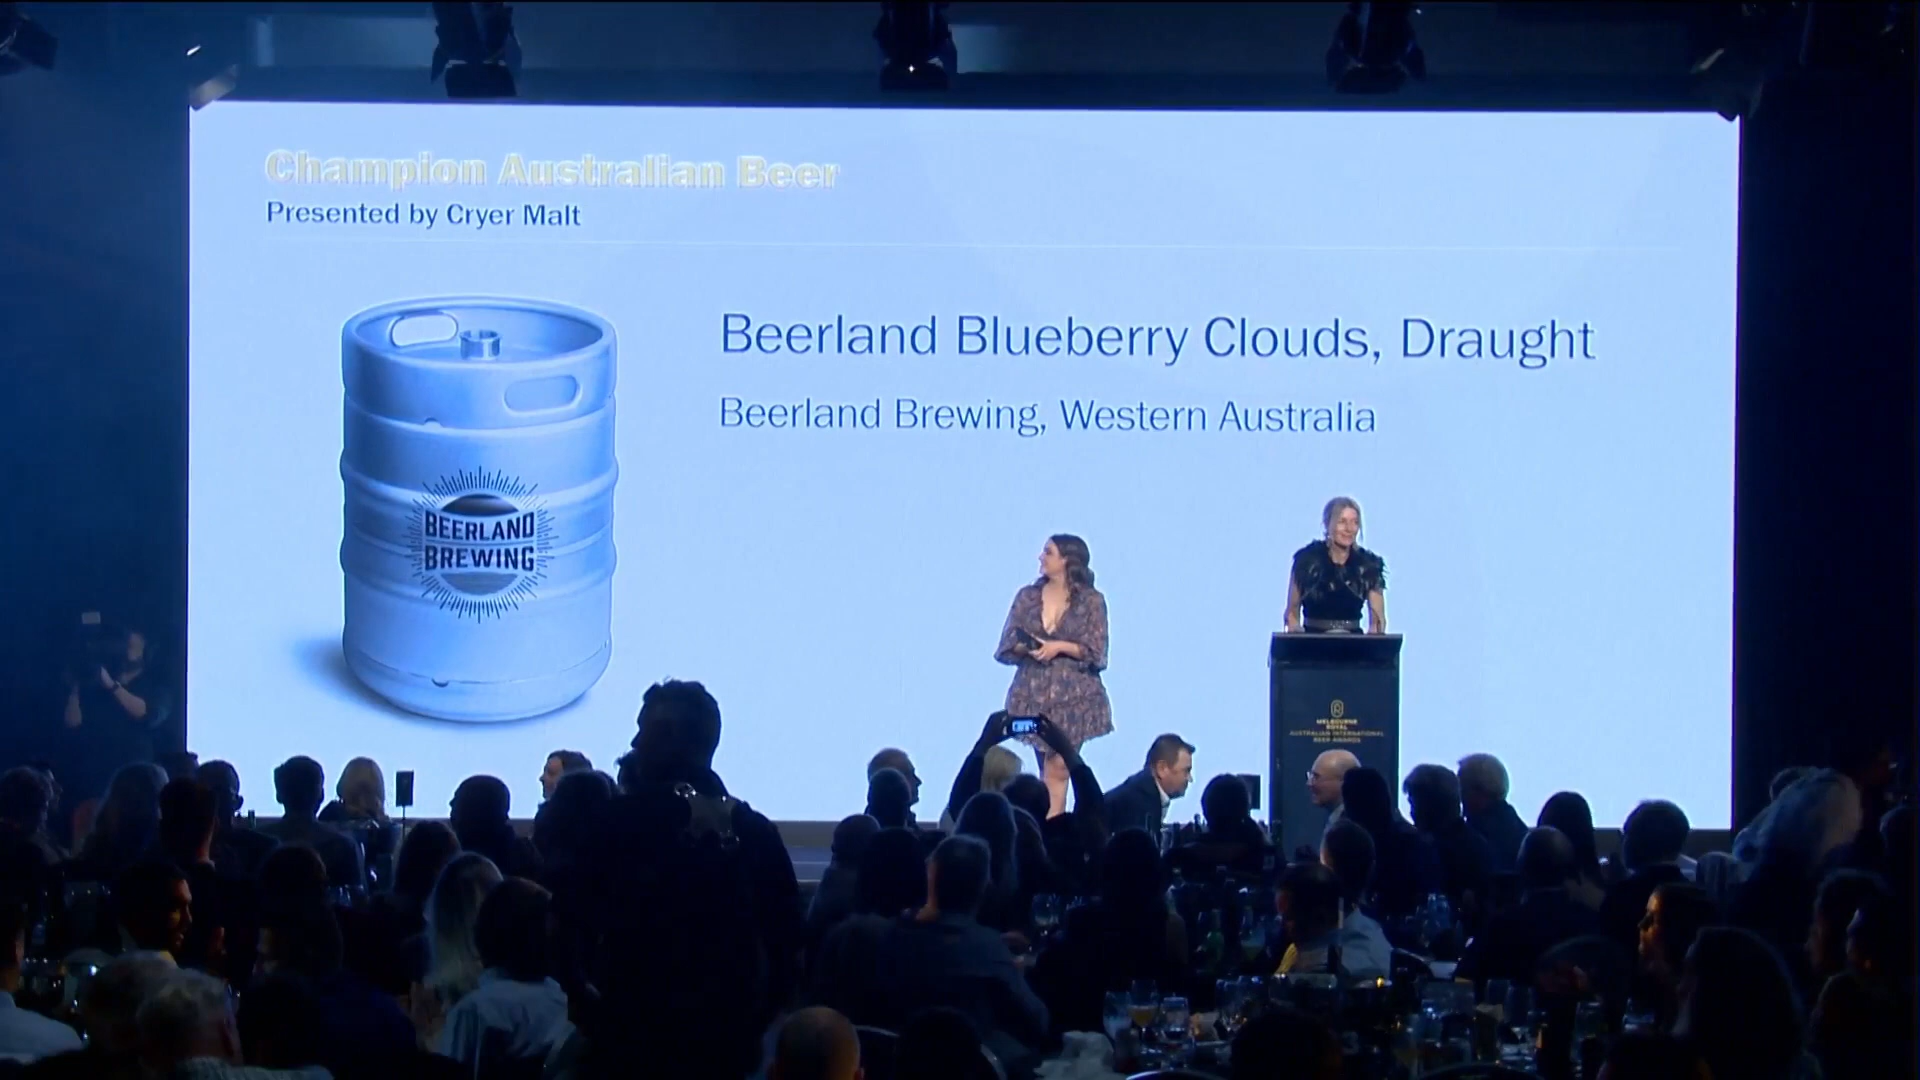 Champion Australian Beer
Presented by Cryer Malt
Beerland Blueberry Clouds, Draught
Beerland Brewing, Western Australia
BEERLAND
BREWING
MELBOURNE
ROYAL
AUSTRALIAN INTERNATIONAL
BEER AWARDS